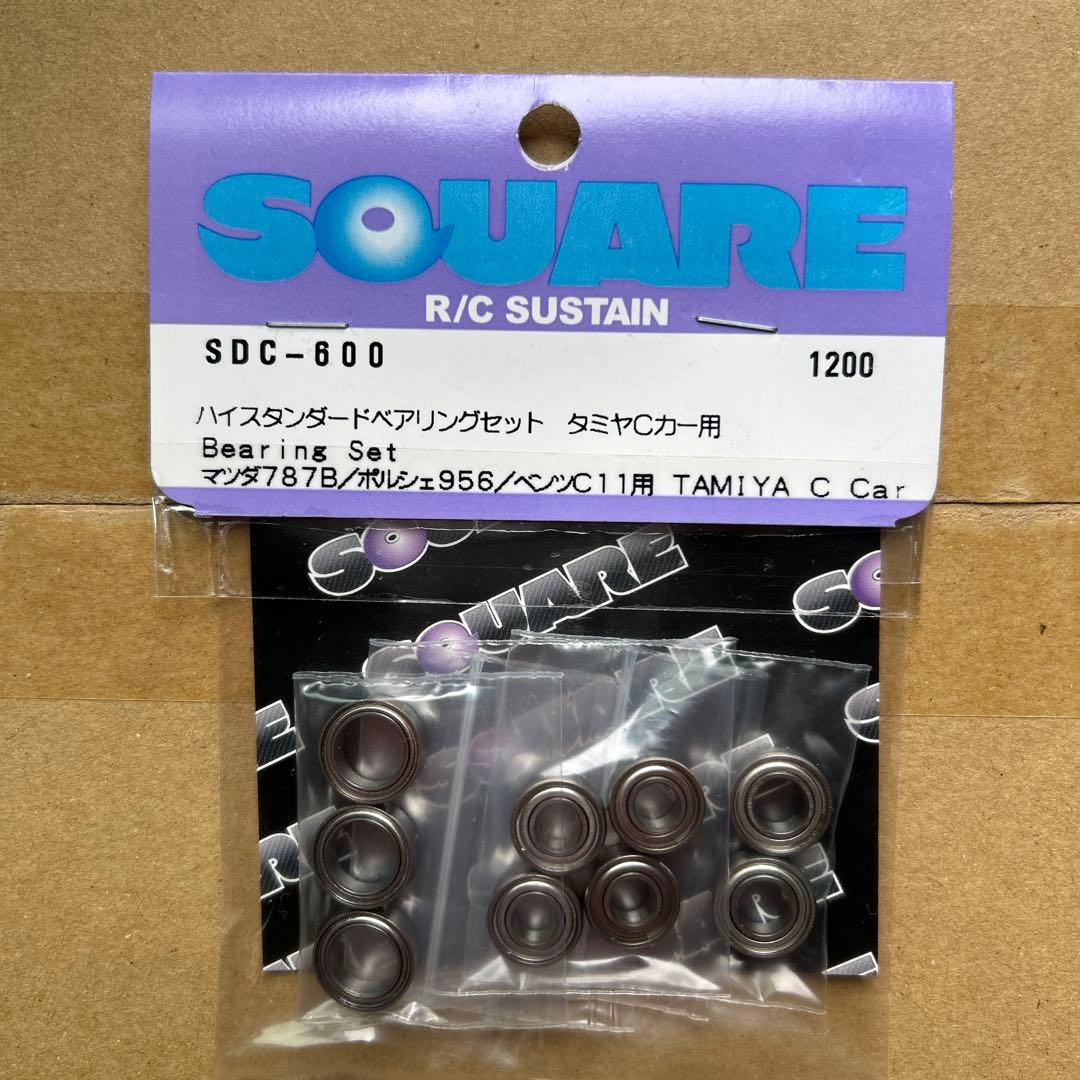 SQUARE
R/C SUSTAIN
SDC-600 1200
ハイスタンダードベアリングセット タミヤCカー用
Bearing Set
マツダ787B/ポルシェ956/ベンツC11用 TAMIYA C Car
SQUARE